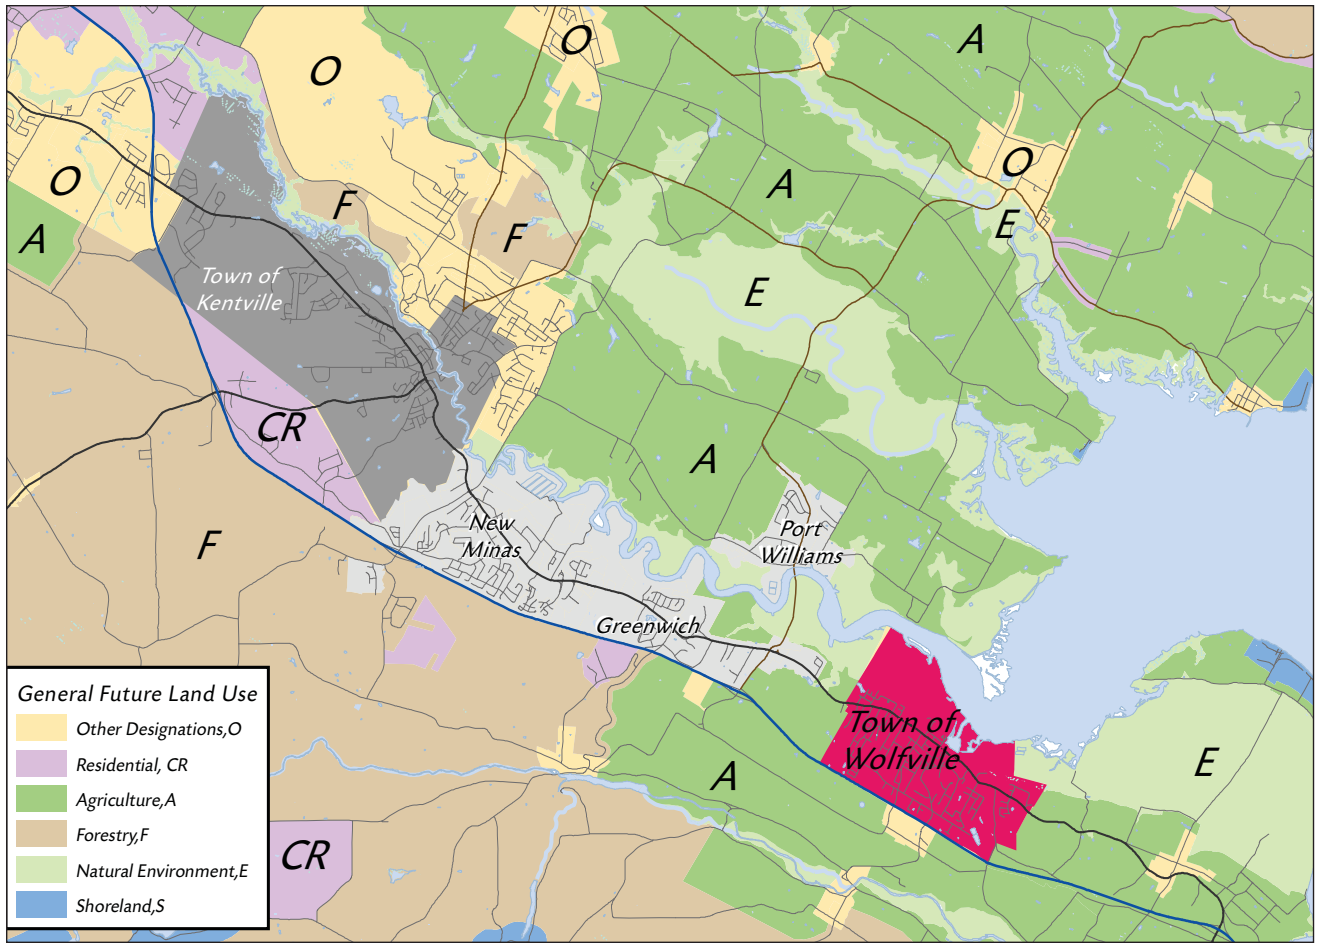 A
O
O
O
A
O
F
A
F
E
A
Town of
Kentville
E
CR
A
F
New
Minas
Port
Williams
Greenwich
General Future Land Use
Other Designations,O
Residential, CR
Agriculture,A
Forestry,F
Natural Environment,E
Shoreland,S
Town of
Wolfville
A
E
CR